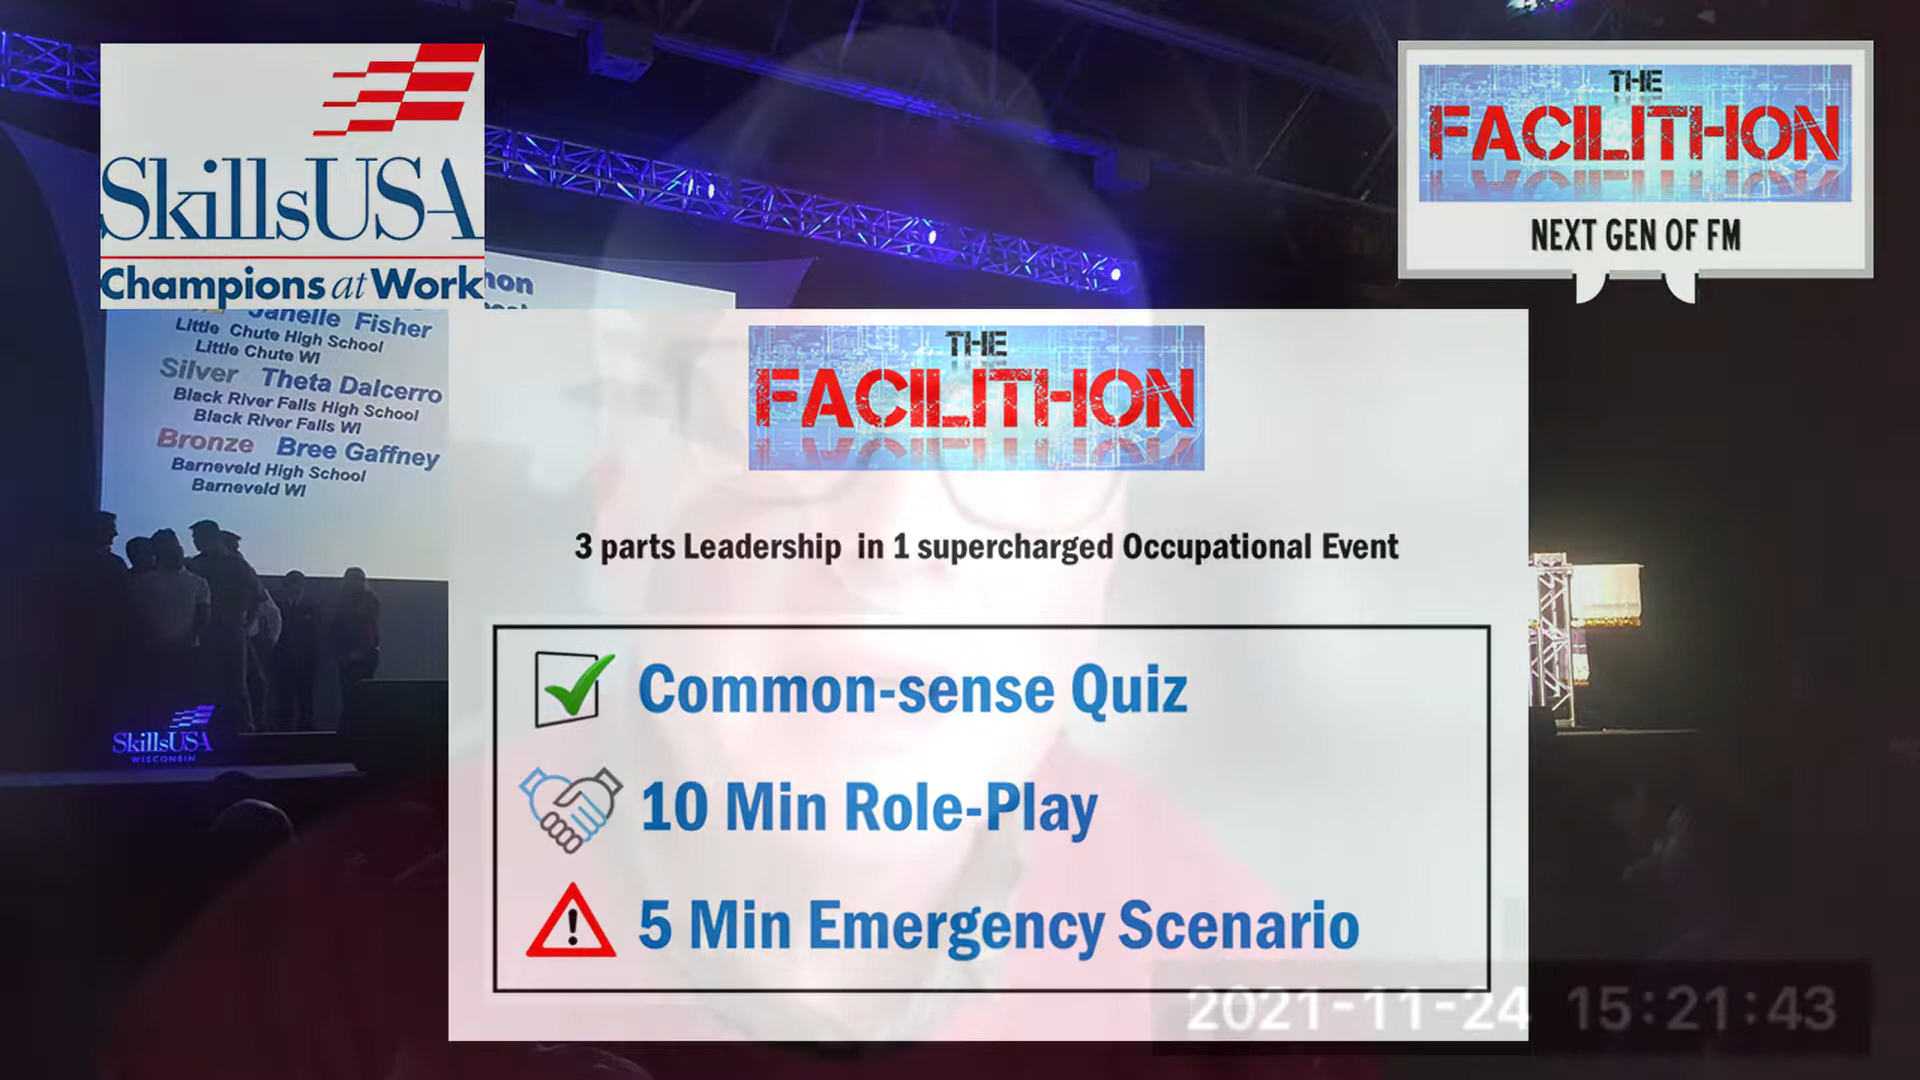 SkillsUSA
Champions at Work
THE
FACILITHON
NEXT GEN OF FM
Janelle Fisher
Little Chute High School
Little Chute WI
Silver Theta Dalcerro
Black River Falls High School
Black River Falls WI
Bronze Bree Gaffney
Barneveld High School
Barneveld WI
SkillsUSA
WISCONSIN
THE
FACILITHON
3 parts Leadership in 1 supercharged Occupational Event
Common-sense Quiz
10 Min Role-Play
5 Min Emergency Scenario
2021-11-24 15:21:43